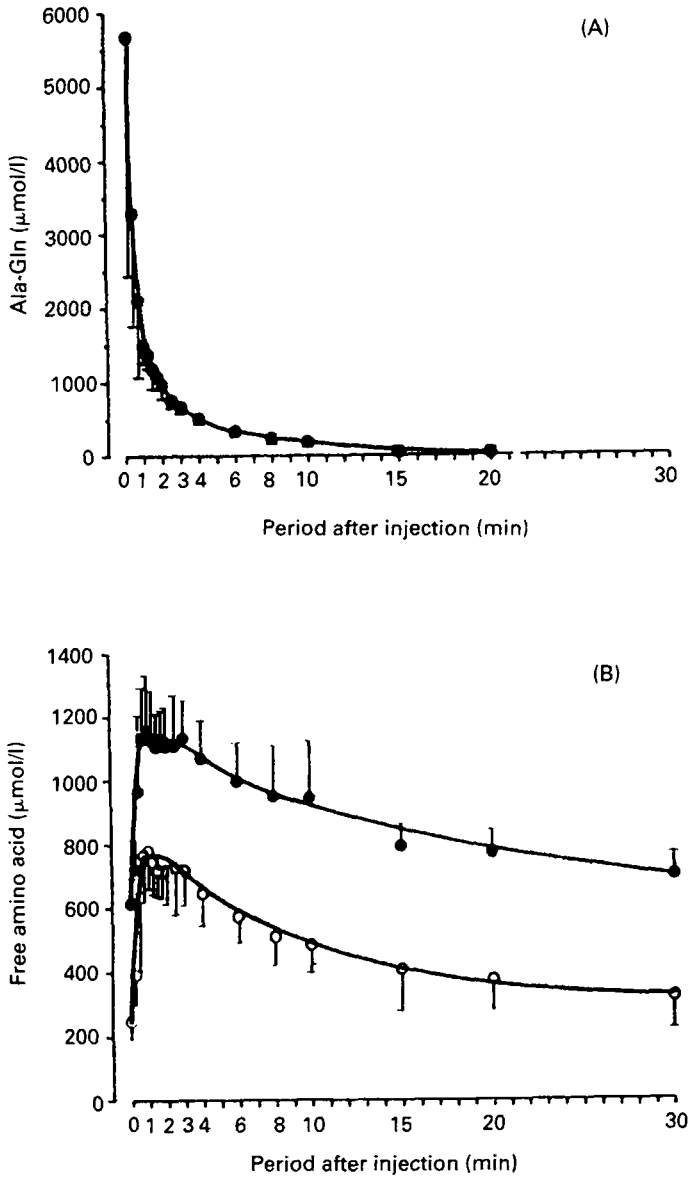 (A)
6000
5000
4000
3000
2000
1000
0
Ala-Gln (μmol/l)
0 1 2 3 4 6 8 10 15 20 30
Period after injection (min)
(B)
1400
1200
1000
800
600
400
200
0
Free amino acid (μmol/l)
0 1 2 3 4 6 8 10 15 20 30
Period after injection (min)